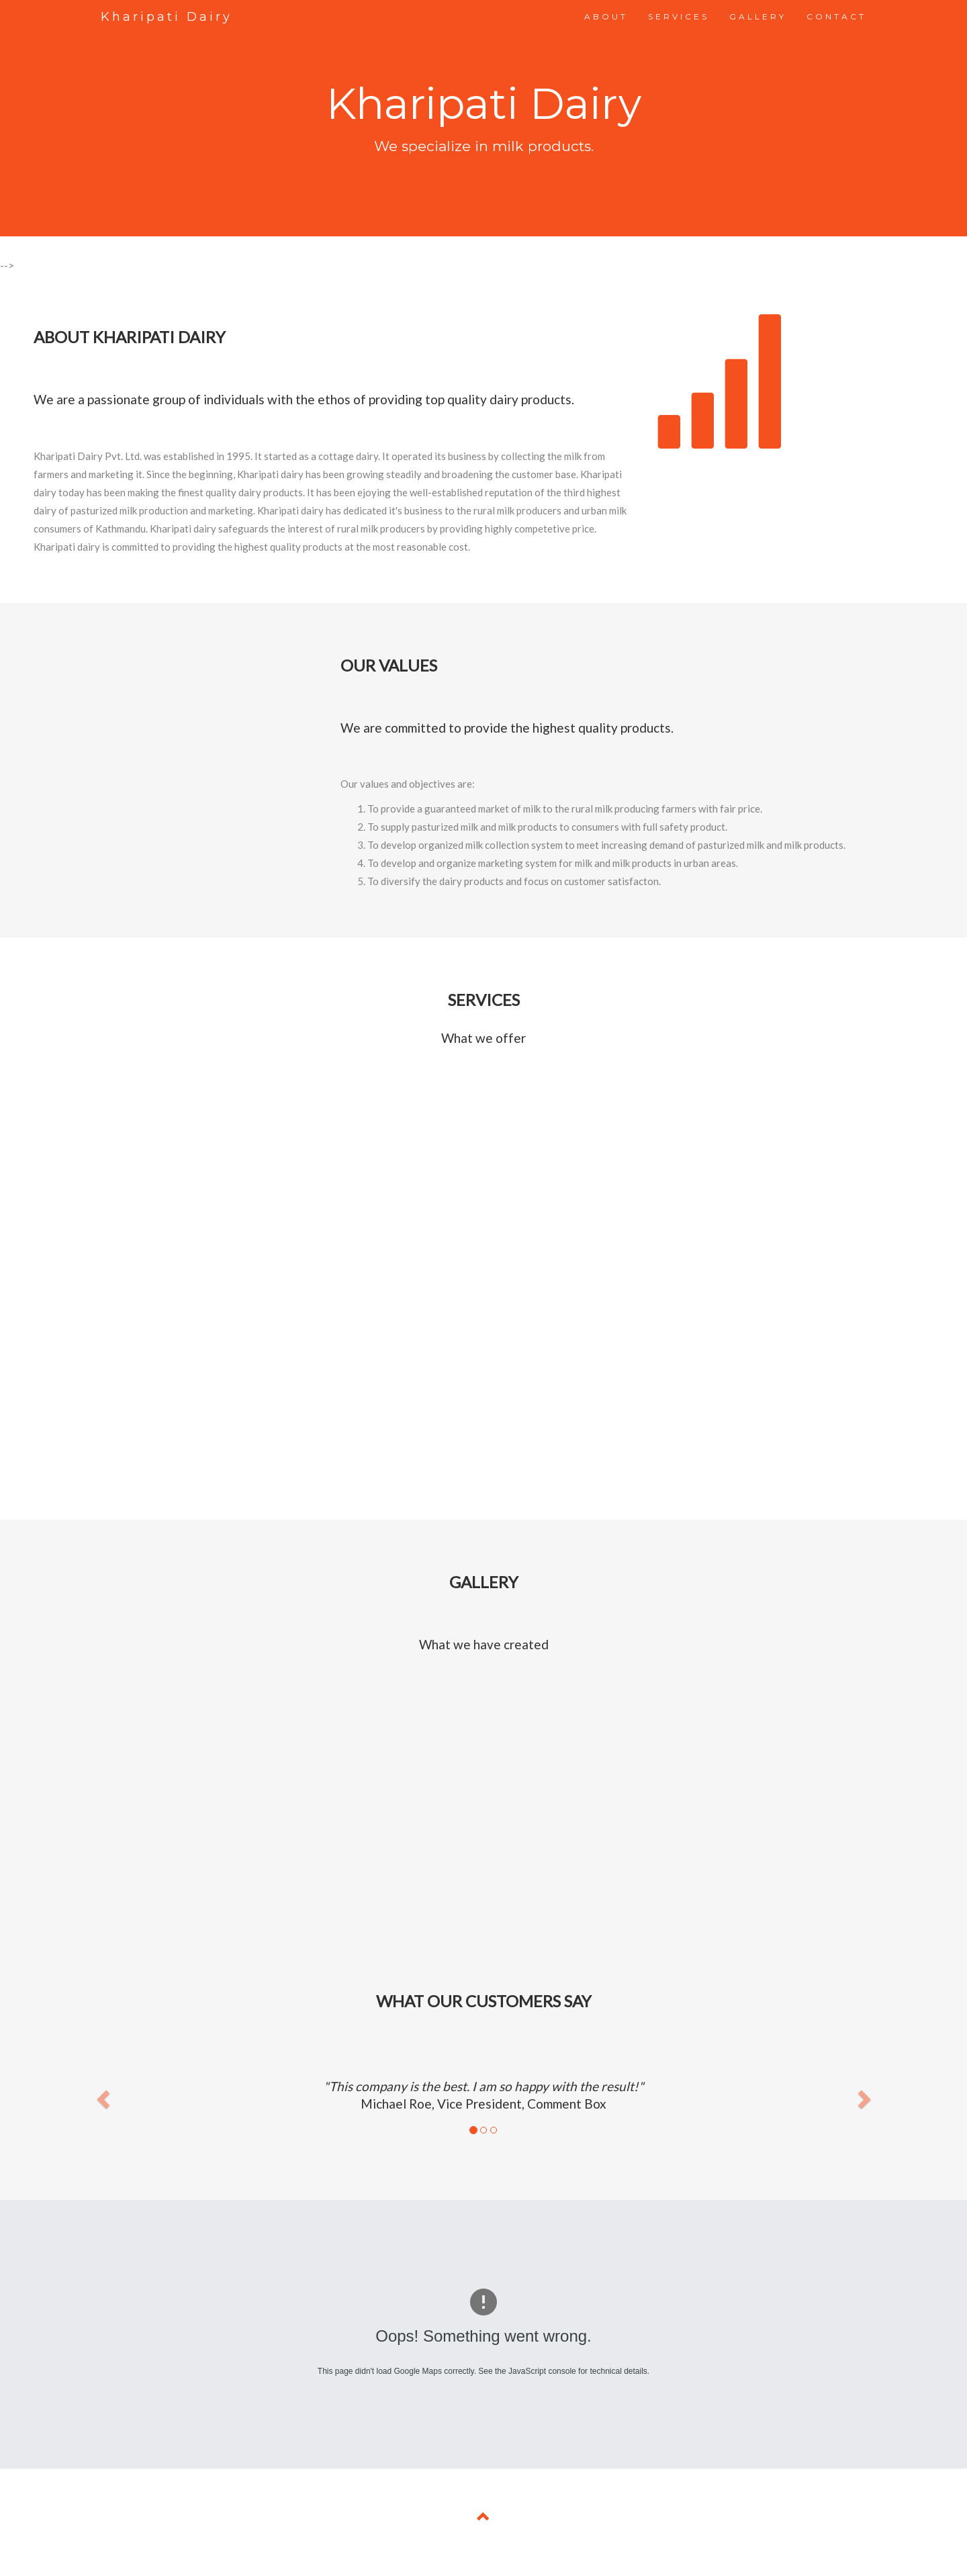 Kharipati Dairy
ABOUT SERVICES GALLERY CONTACT
Kharipati Dairy
We specialize in milk products.
-->
ABOUT KHARIPATI DAIRY
We are a passionate group of individuals with the ethos of providing top quality dairy products.
Kharipati Dairy Pvt. Ltd. was established in 1995. It started as a cottage dairy. It operated its business by collecting the milk from
farmers and marketing it. Since the beginning, Kharipati dairy has been growing steadily and broadening the customer base. Kharipati
dairy today has been making the finest quality dairy products. It has been ejoying the well-established reputation of the third highest
dairy of pasturized milk production and marketing. Kharipati dairy has dedicated it's business to the rural milk producers and urban milk
consumers of Kathmandu. Kharipati dairy safeguards the interest of rural milk producers by providing highly competetive price.
Kharipati dairy is committed to providing the highest quality products at the most reasonable cost.
OUR VALUES
We are committed to provide the highest quality products.
Our values and objectives are:
1. To provide a guaranteed market of milk to the rural milk producing farmers with fair price.
2. To supply pasturized milk and milk products to consumers with full safety product.
3. To develop organized milk collection system to meet increasing demand of pasturized milk and milk products.
4. To develop and organize marketing system for milk and milk products in urban areas.
5. To diversify the dairy products and focus on customer satisfacton.
SERVICES
What we offer
GALLERY
What we have created
WHAT OUR CUSTOMERS SAY
"This company is the best. I am so happy with the result!"
Michael Roe, Vice President, Comment Box
Oops! Something went wrong.
This page didn't load Google Maps correctly. See the JavaScript console for technical details.